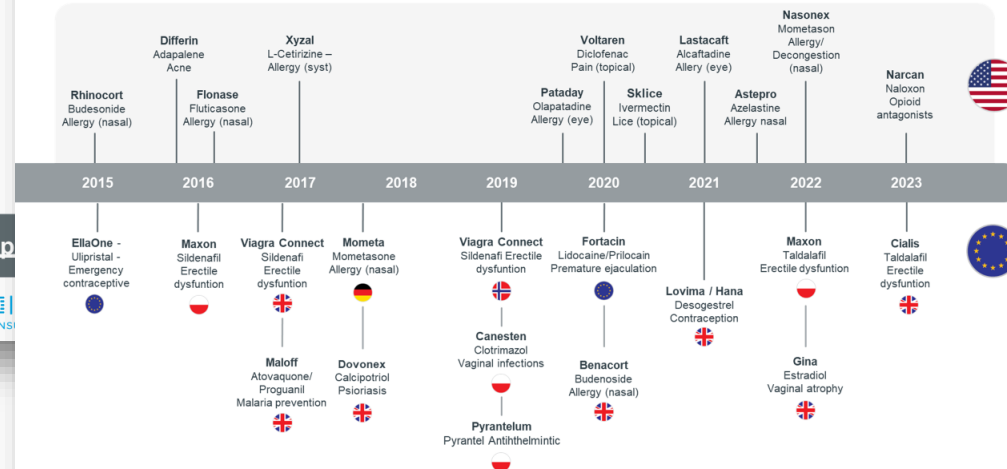 Differin
Adapalene
Acne
Xyzal
L-Cetirizine –
Allergy (syst)
Voltaren
Diclofenac
Pain (topical)
Lastacaft
Alcaftadine
Allery (eye)
Nasonex
Mometason
Allergy/
Decongestion
(nasal)
Rhinocort
Budesonide
Allergy (nasal)
Flonase
Fluticasone
Allergy (nasal)
Pataday
Olapatadine
Allergy (eye)
Sklice
Ivermectin
Lice (topical)
Astepro
Azelastine
Allergy nasal
Narcan
Naloxon
Opioid
antagonists
2015 2016 2017 2018 2019 2020 2021 2022 2023
EllaOne -
Ulipristal -
Emergency
contraceptive
Maxon
Sildenafil
Erectile
dysfuntion
Viagra Connect
Sildenafi
Erectile
dysfuntion
Mometa
Mometasone
Allergy (nasal)
Viagra Connect
Sildenafi Erectile
dysfuntion
Fortacin
Lidocaine/Prilocain
Premature ejaculation
Lovima / Hana
Desogestrel
Contraception
Maxon
Taldalafil
Erectile dysfuntion
Cialis
Taldalafil
Erectile
dysfunction
Maloff
Atovaquone/
Proguanil
Malaria prevention
Dovonex
Calcipotriol
Psioriasis
Canesten
Clotrimazol
Vaginal infections
Benacort
Budenoside
Allergy (nasal)
Gina
Estradiol
Vaginal atrophy
Pyrantelum
Pyrantel Antihthelmintic